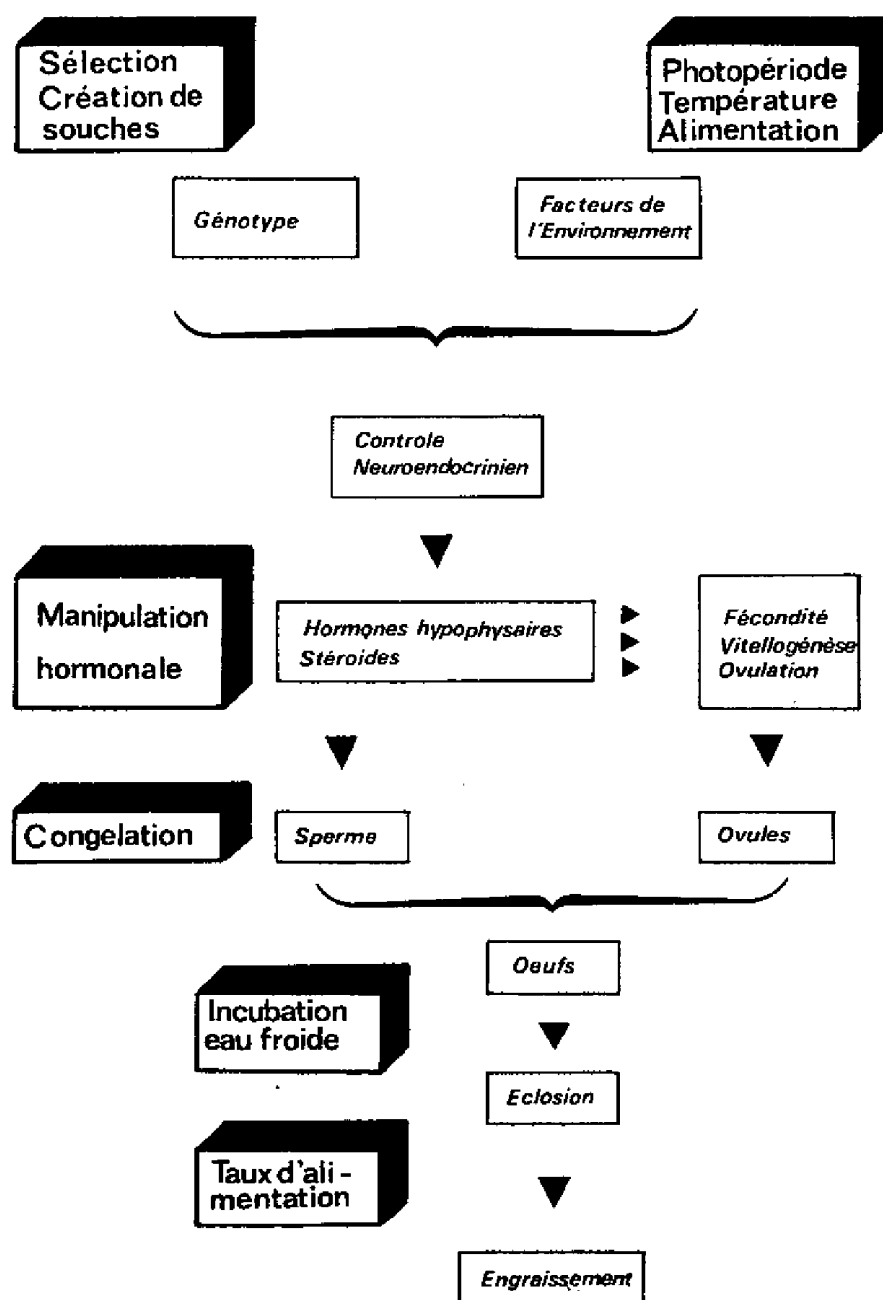 Sélection
Création de
souches
Photopériode
Température
Alimentation
Génotype
Facteurs de
l'Environnement
Controle
Neuroendocrinien
Manipulation
hormonale
Hormones hypophysaires
Stéroides
Fécondité
Vitellogénèse
Ovulation
Congelation
Sperme
Ovules
Oeufs
Incubation
eau froide
Eclosion
Taux d'ali-
mentation
Engraissement